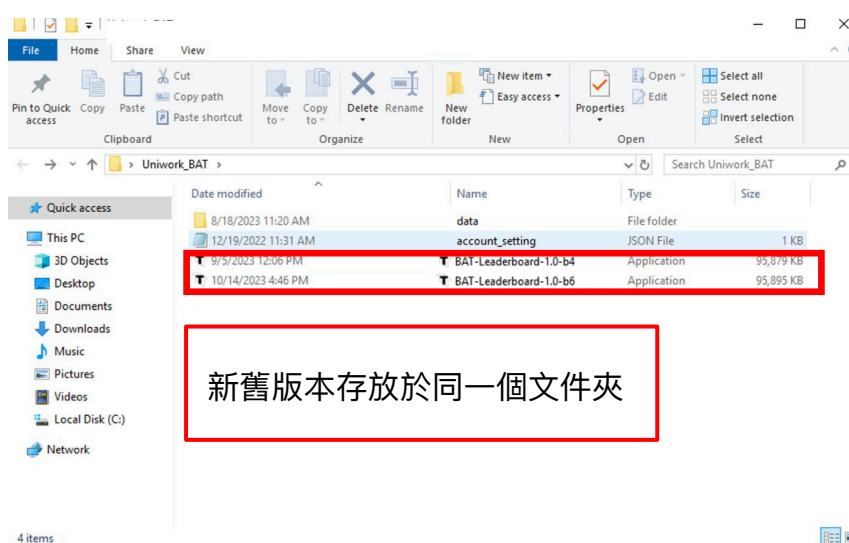 File Home Share View
Pin to Quick access
Copy
Paste
Cut
Copy path
Paste shortcut
Clipboard
Move to
Copy to
Delete
Rename
Organize
New folder
New item
Easy access
New
Properties
Open
Edit
Open
Select all
Select none
Invert selection
Select
Uniwork_BAT
Search Uniwork_BAT
Date modified Name Type Size
8/18/2023 11:20 AM data File folder
12/19/2022 11:31 AM account_setting JSON File 1 KB
9/5/2023 12:06 PM BAT-Leaderboard-1.0-b4 Application 95,879 KB
10/14/2023 4:46 PM BAT-Leaderboard-1.0-b6 Application 95,895 KB
Quick access
This PC
3D Objects
Desktop
Documents
Downloads
Music
Pictures
Videos
Local Disk (C:)
Network
新舊版本存放於同一個文件夾
4 items